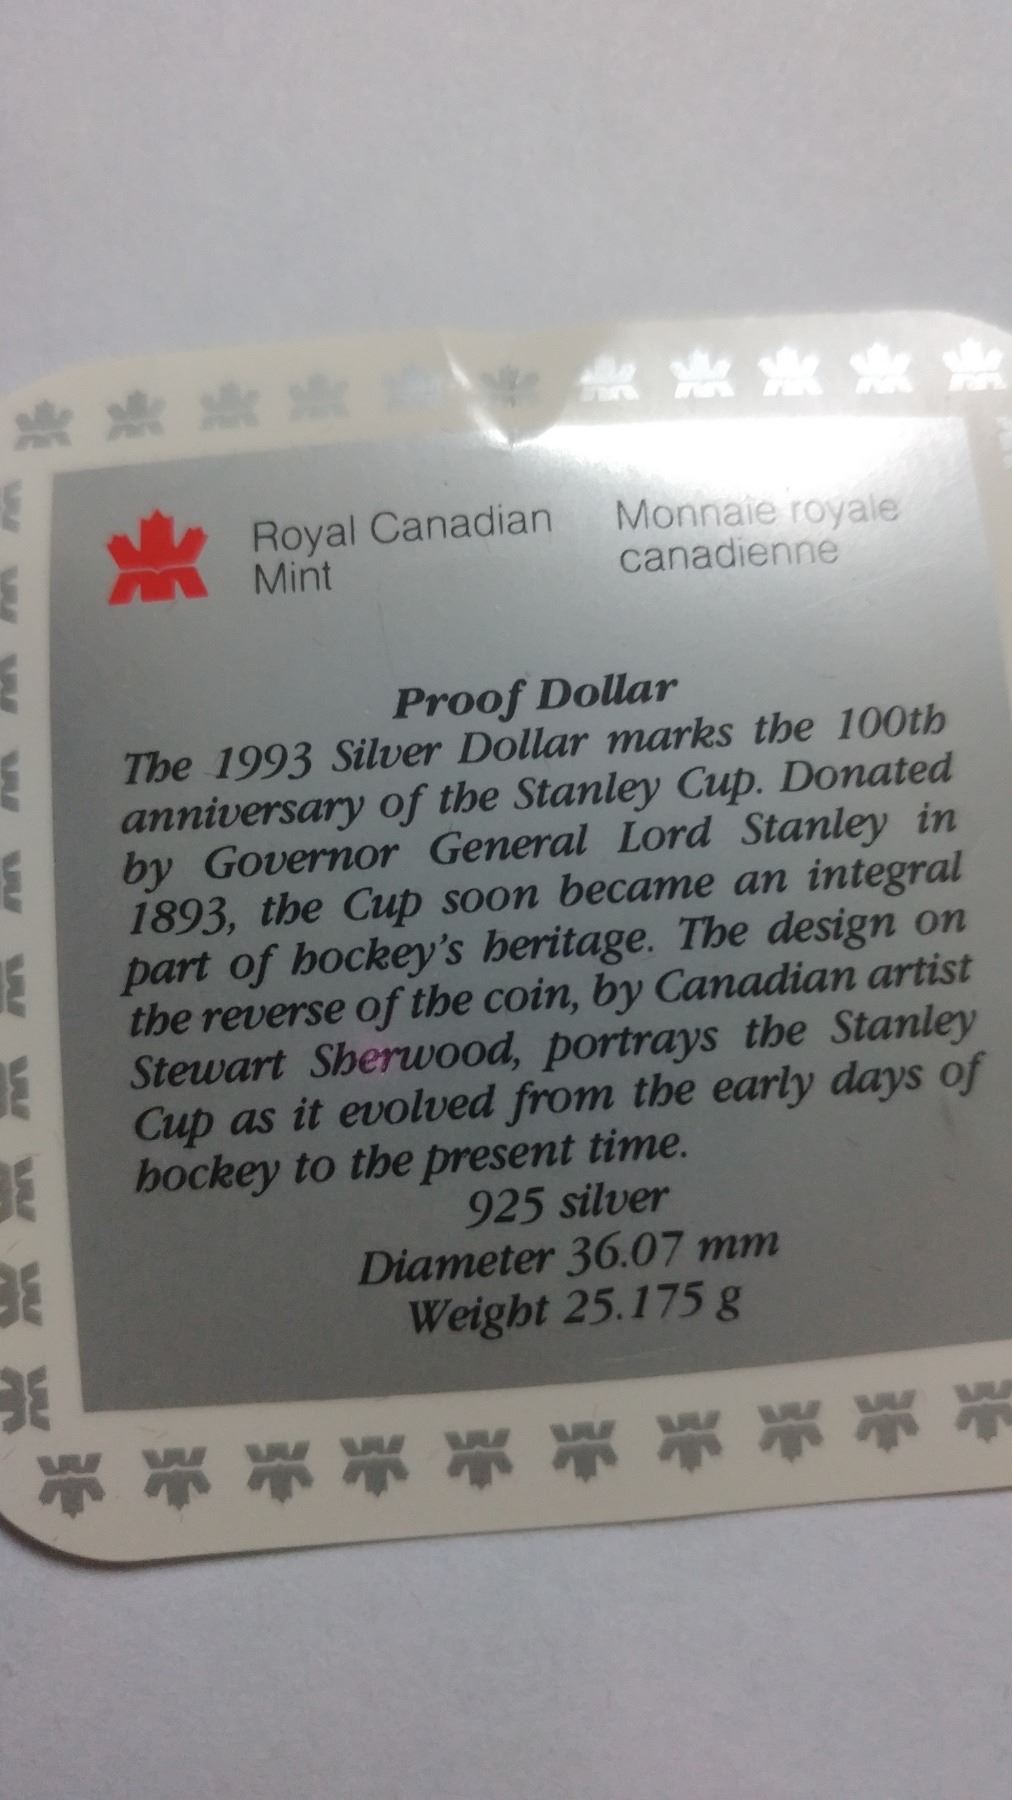 Royal Canadian
Mint
Monnaie royale
canadienne
Proof Dollar
The 1993 Silver Dollar marks the 100th
anniversary of the Stanley Cup. Donated
by Governor General Lord Stanley in
1893, the Cup soon became an integral
part of hockey's heritage. The design on
the reverse of the coin, by Canadian artist
Stewart Sherwood, portrays the Stanley
Cup as it evolved from the early days of
hockey to the present time.
925 silver
Diameter 36.07 mm
Weight 25.175 g